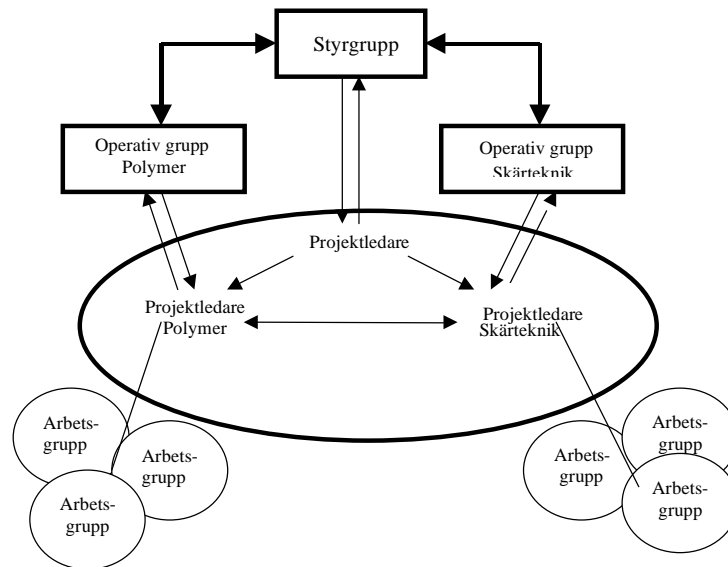 Styrgrupp
Operativ grupp
Polymer
Operativ grupp
Skärteknik
Projektledare
Projektledare
Polymer
Projektledare
Skärteknik
Arbets-
grupp
Arbets-
grupp
Arbets-
grupp
Arbets-
grupp
Arbets-
grupp
Arbets-
grupp